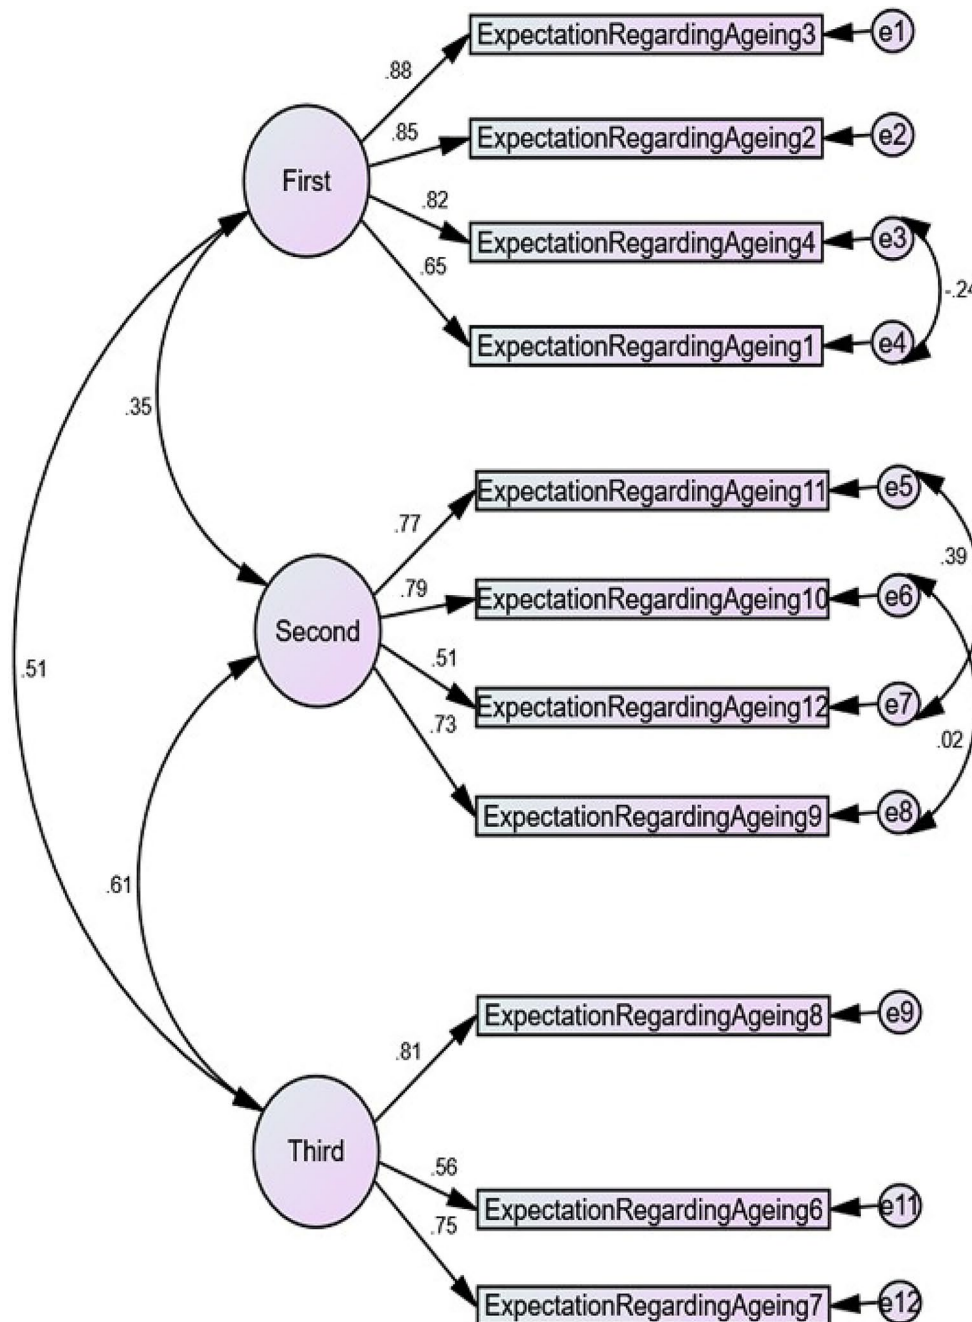 ExpectationRegardingAgeing3
e1
.88
ExpectationRegardingAgeing2
e2
.85
First
.82
ExpectationRegardingAgeing4
e3
.65
-.24
ExpectationRegardingAgeing1
e4
.35
ExpectationRegardingAgeing11
e5
.77
.39
.79
ExpectationRegardingAgeing10
e6
Second
.51
.51
ExpectationRegardingAgeing12
e7
.73
.02
ExpectationRegardingAgeing9
e8
.61
ExpectationRegardingAgeing8
e9
.81
Third
.56
ExpectationRegardingAgeing6
e11
.75
ExpectationRegardingAgeing7
e12